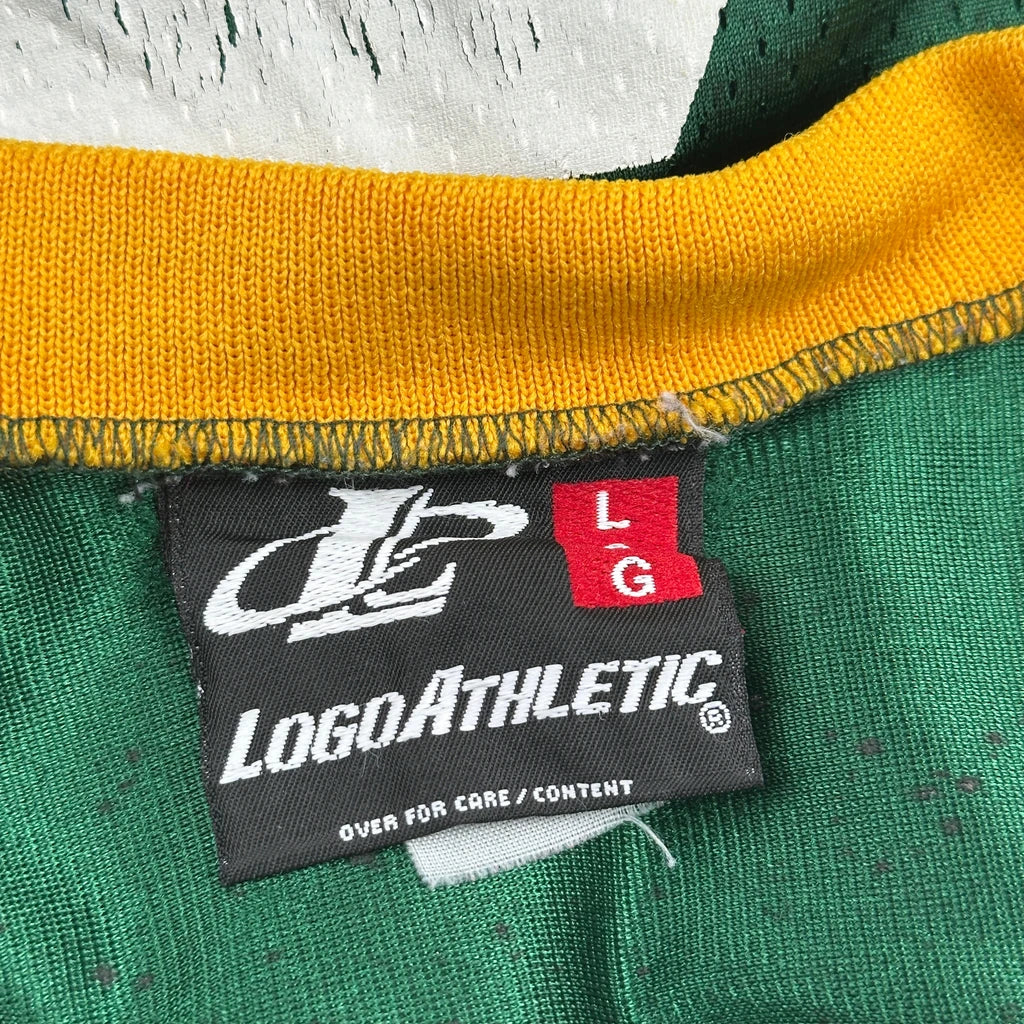 L
G
LOGOATHLETIC®
OVER FOR CARE/CONTENT